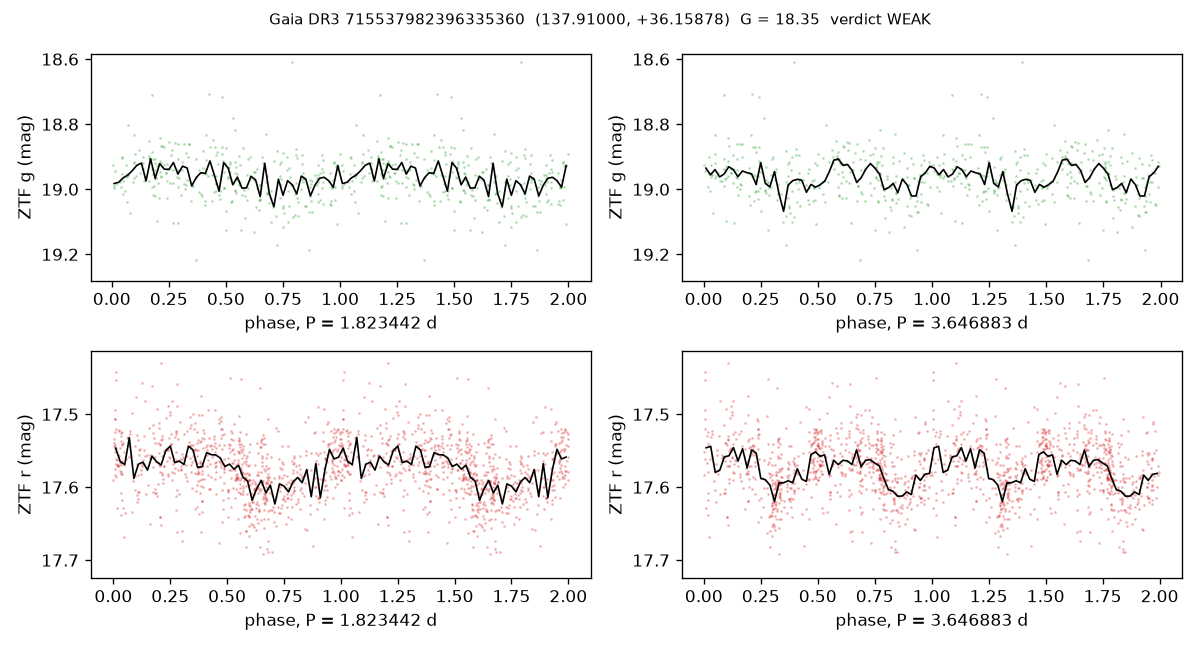 Gaia DR3 715537982396335360  (137.91000, +36.15878)  G = 18.35  verdict WEAK
18.6
18.8
19.0
19.2
ZTF g (mag)
0.00 0.25 0.50 0.75 1.00 1.25 1.50 1.75 2.00
phase, P = 1.823442 d
18.6
18.8
19.0
19.2
ZTF g (mag)
0.00 0.25 0.50 0.75 1.00 1.25 1.50 1.75 2.00
phase, P = 3.646883 d
17.5
17.6
17.7
ZTF r (mag)
0.00 0.25 0.50 0.75 1.00 1.25 1.50 1.75 2.00
phase, P = 1.823442 d
17.5
17.6
17.7
ZTF r (mag)
0.00 0.25 0.50 0.75 1.00 1.25 1.50 1.75 2.00
phase, P = 3.646883 d